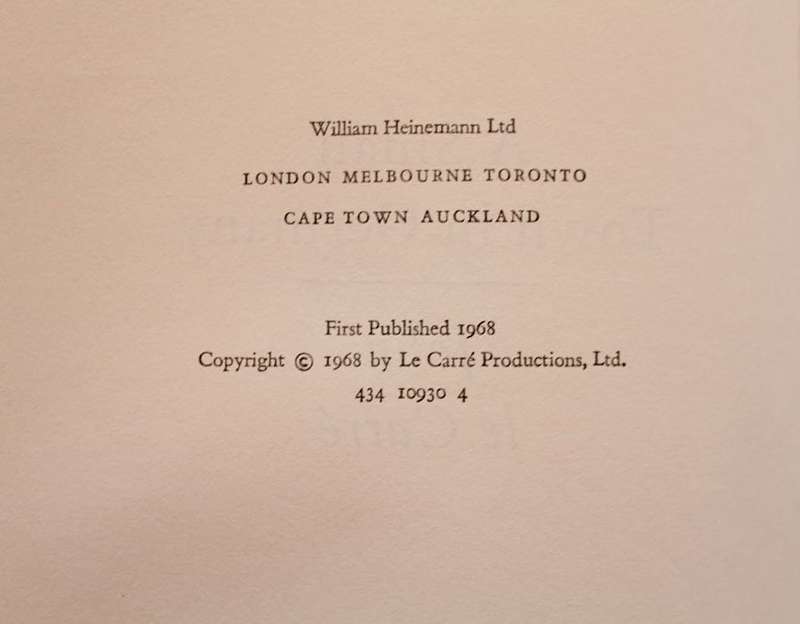 William Heinemann Ltd
LONDON MELBOURNE TORONTO
CAPE TOWN AUCKLAND
First Published 1968
Copyright © 1968 by Le Carré Productions, Ltd.
434 10930 4